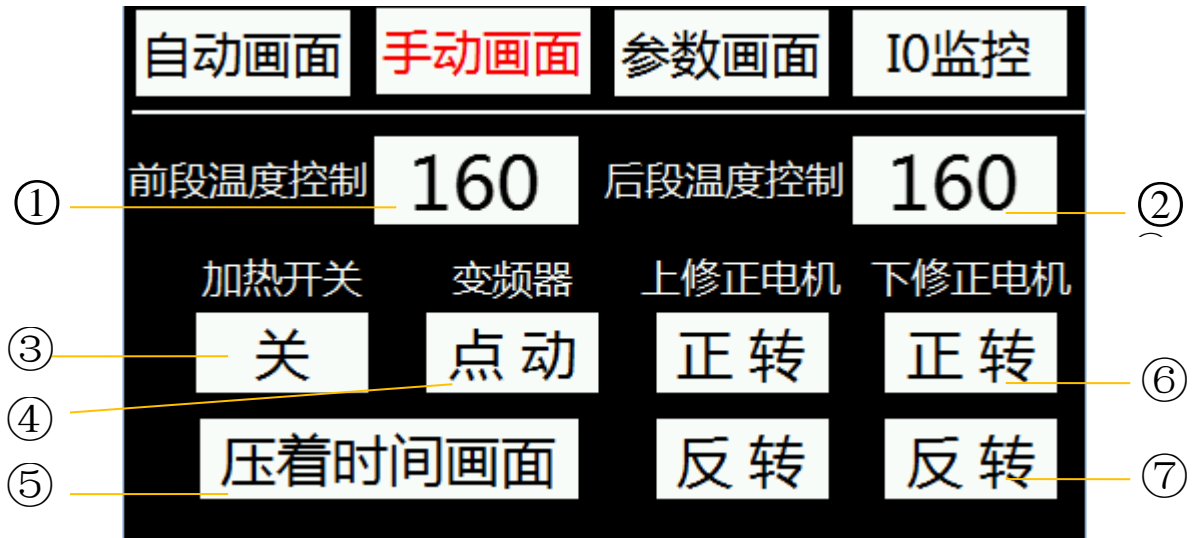 自动画面 手动画面 参数画面 IO监控
① 前段温度控制 160 后段温度控制 160 ②
加热开关 变频器 上修正电机 下修正电机
③ 关 点动 正转 正转 ⑥
④
⑤ 压着时间画面 反转 反转 ⑦